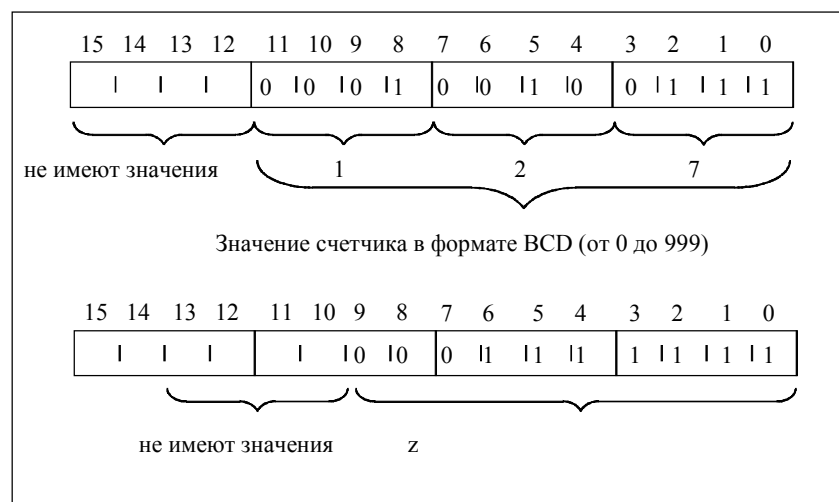 15 14 13 12 11 10 9 8 7 6 5 4 3 2 1 0
0 0 0 1 0 0 1 0 0 1 1 1
не имеют значения 1 2 7
Значение счетчика в формате BCD (от 0 до 999)
15 14 13 12 11 10 9 8 7 6 5 4 3 2 1 0
0 0 0 1 1 1 1 1 1 1
не имеют значения z